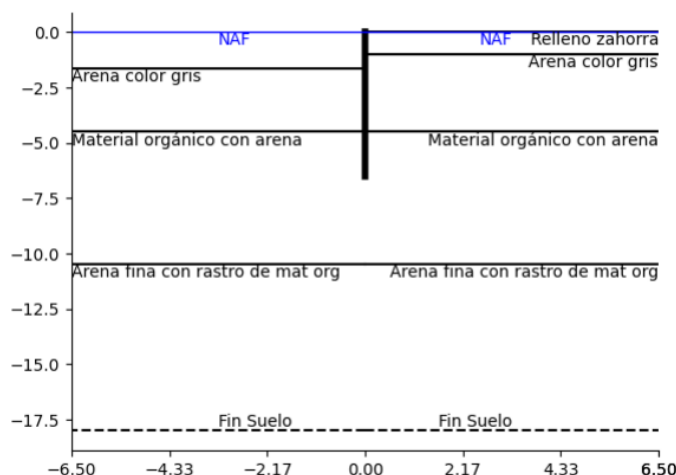 0.0
NAF
NAF
Relleno zahorra
Arena color gris
Arena color gris
−2.5
Material orgánico con arena
Material orgánico con arena
−5.0
−7.5
−10.0
Arena fina con rastro de mat org
Arena fina con rastro de mat org
−12.5
−15.0
Fin Suelo
Fin Suelo
−17.5
−6.50
−4.33
−2.17
0.00
2.17
4.33
6.50